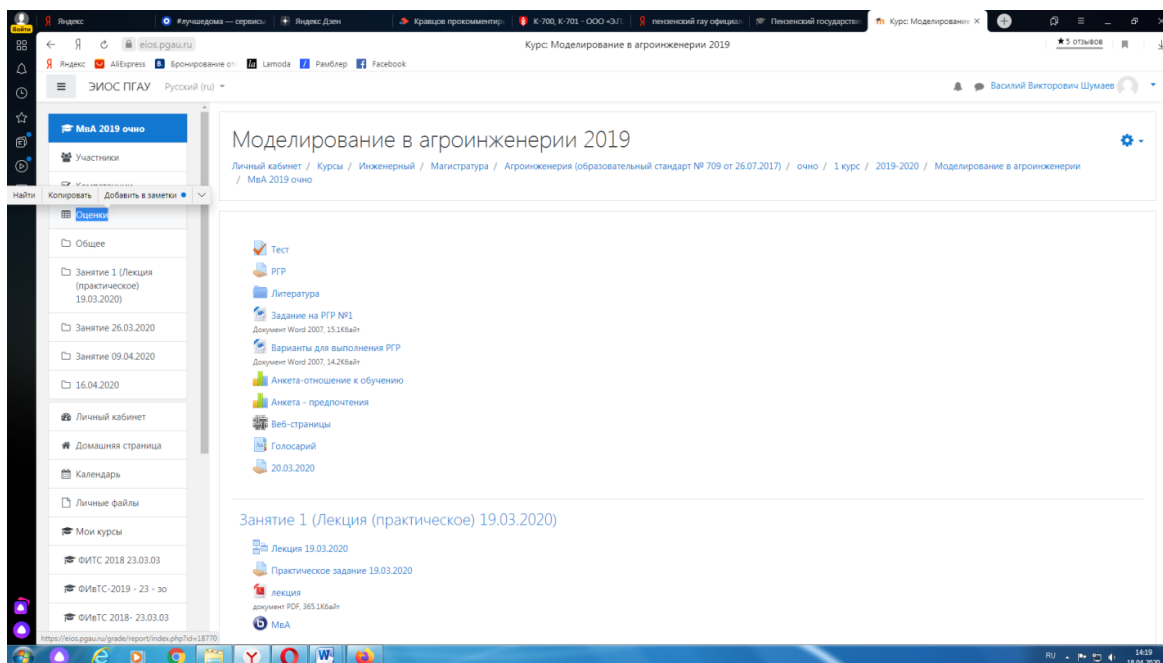 Войти
Яндекс
#лучшедома — сервисы
Яндекс Дзен
Кравцов прокомментир
К-700, К-701 - ООО «Э.Л.
пензенский гау официал
Пензенский государстве
Курс: Моделирование
eios.pgau.ru
Курс: Моделирование в агроинженерии 2019
5 отзывов
Яндекс
AliExpress
Бронирование оте
Lamoda
Рамблер
Facebook
ЭИОС ПГАУ
Русский (ru)
Василий Викторович Шумаев
МвА 2019 очно
Участники
Найти
Копировать
Добавить в заметки
Оценки
Общее
Занятие 1 (Лекция
(практическое)
19.03.2020)
Занятие 26.03.2020
Занятие 09.04.2020
16.04.2020
Личный кабинет
Домашняя страница
Календарь
Личные файлы
Мои курсы
ФИТС 2018 23.03.03
ФИвТС-2019 - 23 - зо
ФИвТС 2018- 23.03.03
https://eios.pgau.ru/grade/report/index.php?id=18770
Моделирование в агроинженерии 2019
Личный кабинет / Курсы / Инженерный / Магистратура / Агроинженерия (образовательный стандарт № 709 от 26.07.2017) / очно / 1 курс / 2019-2020 / Моделирование в агроинженерии
/ МвА 2019 очно
Тест
РГР
Литература
Задание на РГР №1
Документ Word 2007, 15.1Кбайт
Варианты для выполнения РГР
Документ Word 2007, 14.2Кбайт
Анкета-отношение к обучению
Анкета - предпочтения
Веб-страницы
Голосарий
20.03.2020
Занятие 1 (Лекция (практическое) 19.03.2020)
Лекция 19.03.2020
Практическое задание 19.03.2020
лекция
документ PDF, 365.1Кбайт
МвА
RU
14:19
18.04.2020